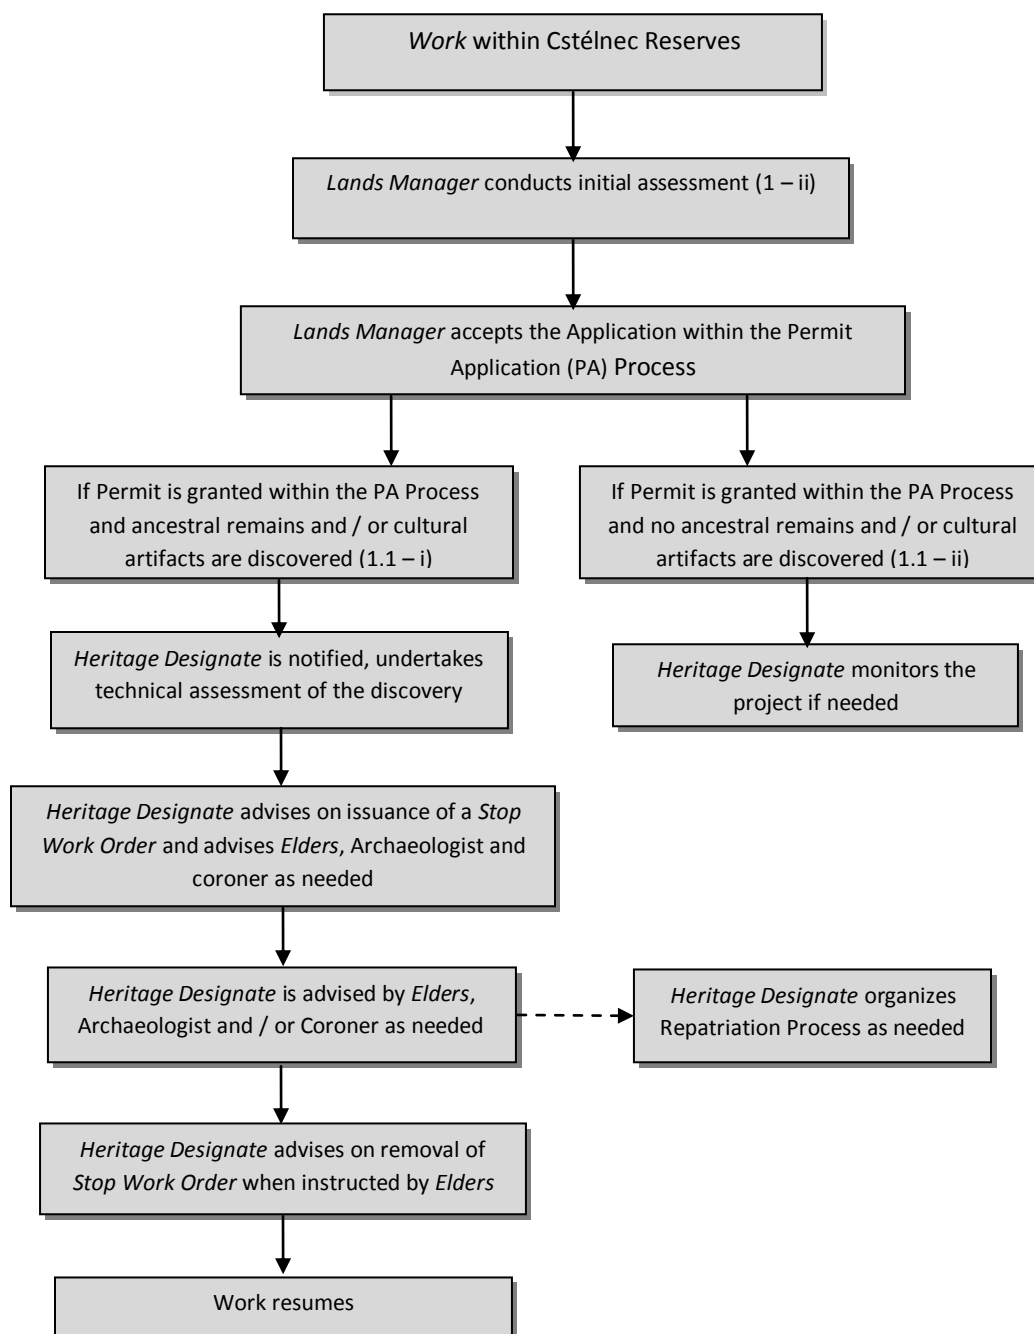 Work within Cstélnec Reserves
Lands Manager conducts initial assessment (1 – ii)
Lands Manager accepts the Application within the Permit
Application (PA) Process
If Permit is granted within the PA Process
and ancestral remains and / or cultural
artifacts are discovered (1.1 – i)
If Permit is granted within the PA Process
and no ancestral remains and / or cultural
artifacts are discovered (1.1 – ii)
Heritage Designate is notified, undertakes
technical assessment of the discovery
Heritage Designate monitors the
project if needed
Heritage Designate advises on issuance of a Stop
Work Order and advises Elders, Archaeologist and
coroner as needed
Heritage Designate is advised by Elders,
Archaeologist and / or Coroner as needed
Heritage Designate organizes
Repatriation Process as needed
Heritage Designate advises on removal of
Stop Work Order when instructed by Elders
Work resumes